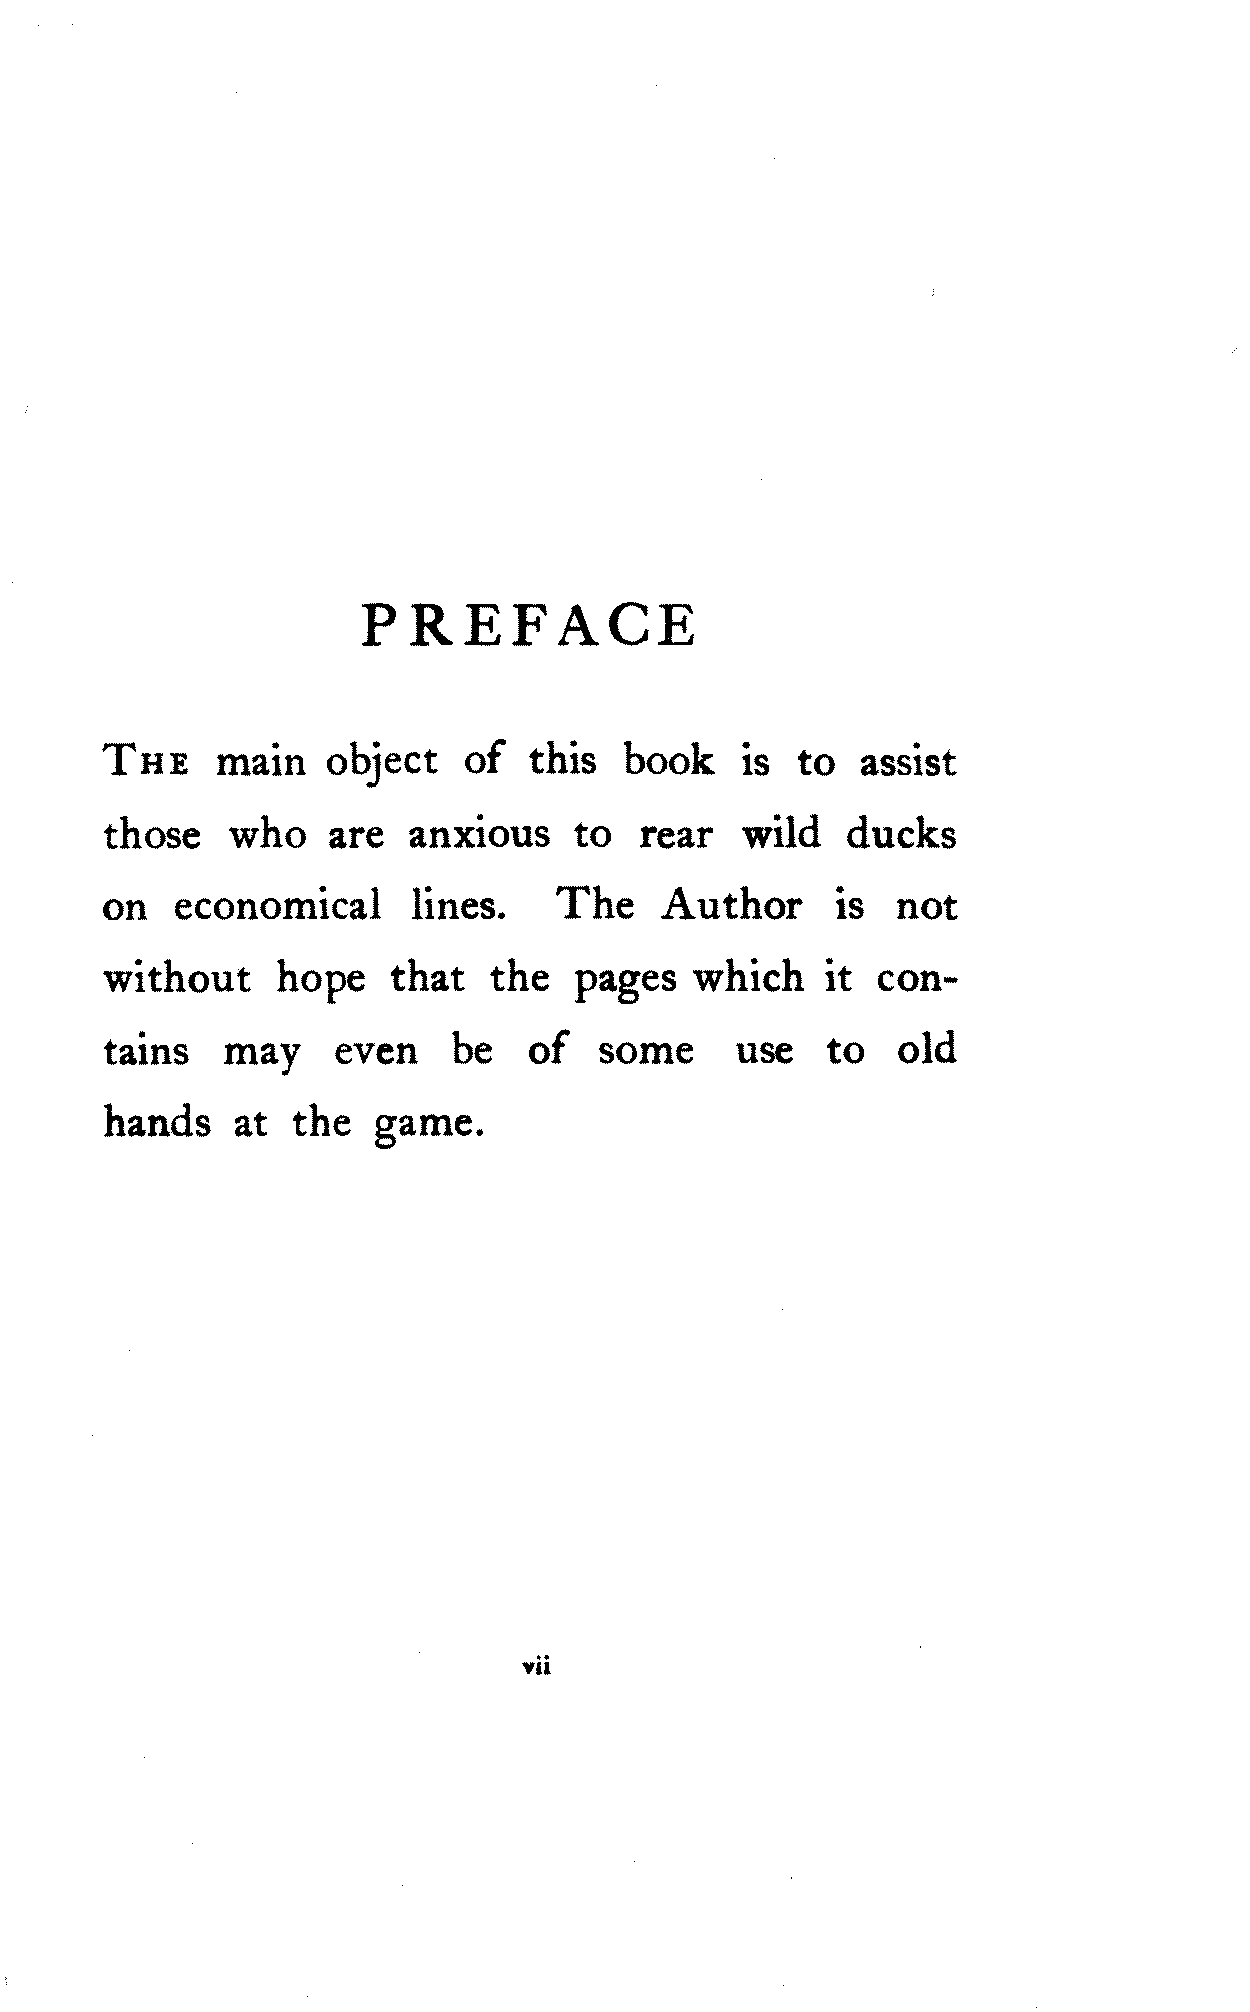 PREFACE
THE main object of this book is to assist
those who are anxious to rear wild ducks
on economical lines. The Author is not
without hope that the pages which it con-
tains may even be of some use to old
hands at the game.
vii